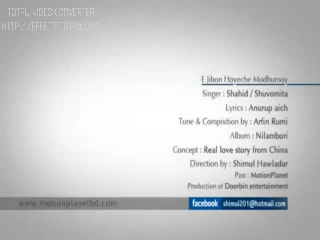 TOTAL VIDEO CONVERTER
E Jibon Hoyeche Modhumoy
Singer : Shahid / Shuvomita
Lyrics : Anurup aich
Tune & Compisition by : Arfin Rumi
Album : Nilambori
Concept : Real love story from China
Direction by : Shimul Hawladar
Post : MotionPlanet
Production of Doorbin entertainment
www.motionplanetbd.com
facebook shimul201@hotmail.com